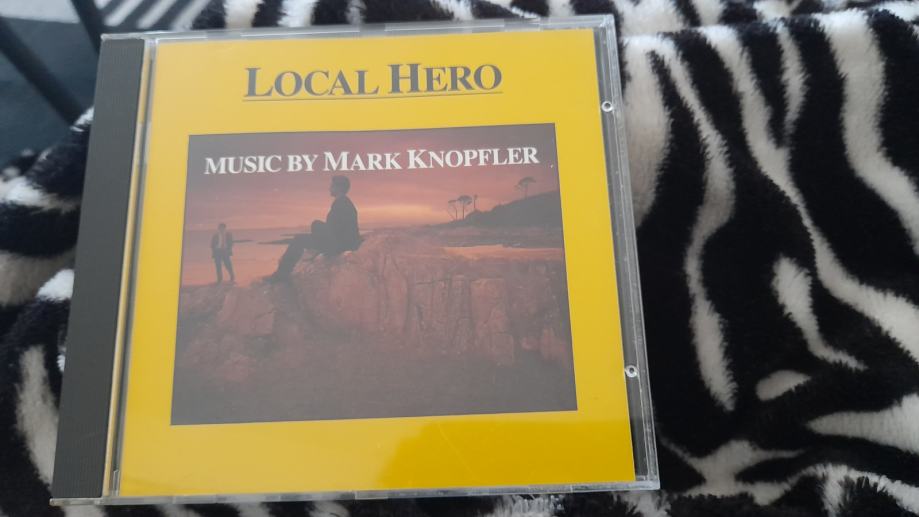 LOCAL HERO
MUSIC BY MARK KNOPFLER